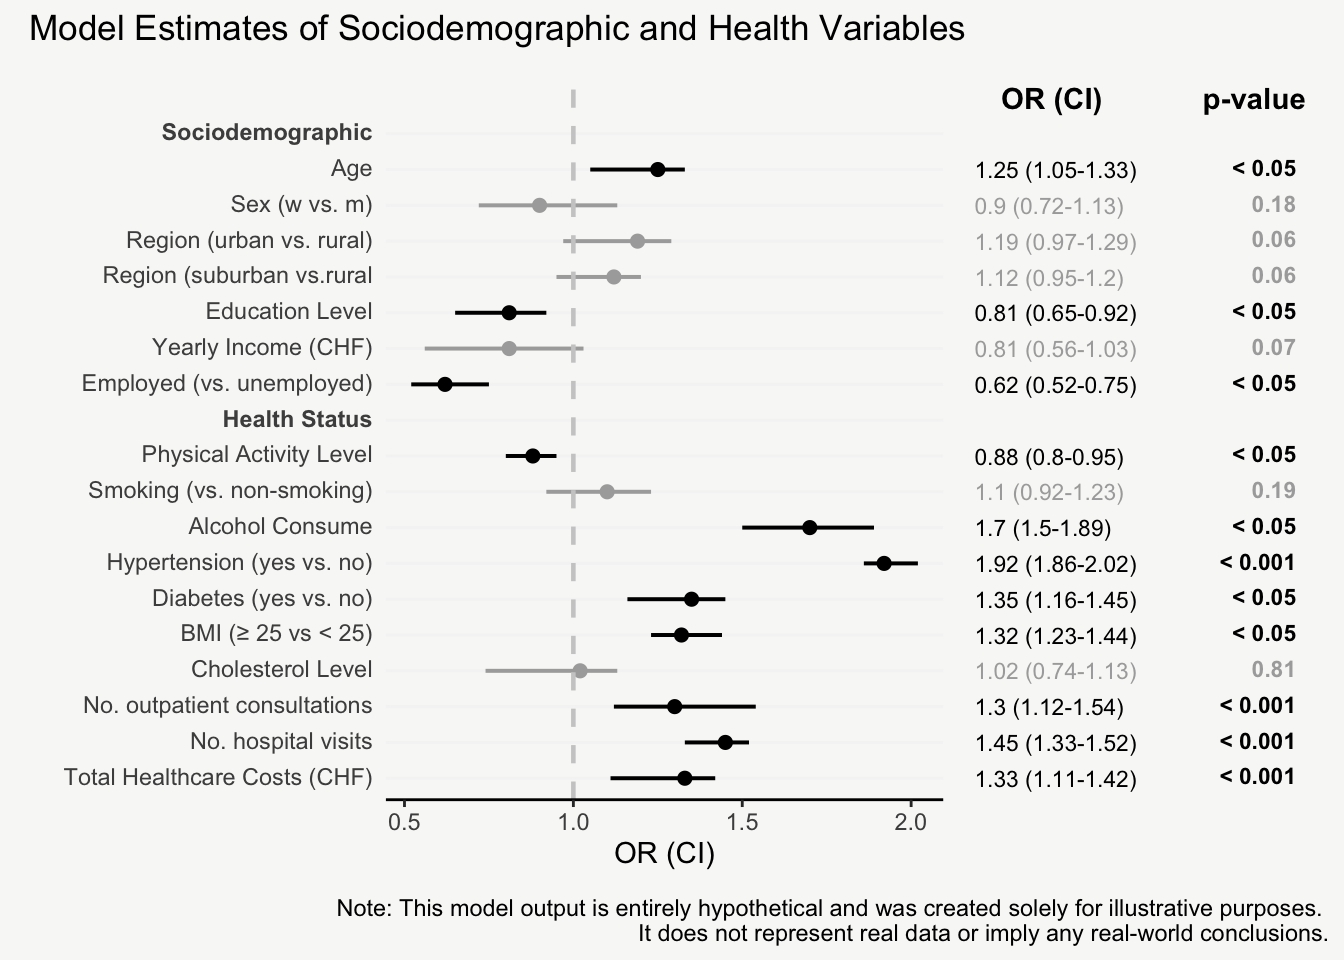 Model Estimates of Sociodemographic and Health Variables
OR (CI) p-value
Sociodemographic
Age 1.25 (1.05-1.33) < 0.05
Sex (w vs. m) 0.9 (0.72-1.13) 0.18
Region (urban vs. rural) 1.19 (0.97-1.29) 0.06
Region (suburban vs.rural 1.12 (0.95-1.2) 0.06
Education Level 0.81 (0.65-0.92) < 0.05
Yearly Income (CHF) 0.81 (0.56-1.03) 0.07
Employed (vs. unemployed) 0.62 (0.52-0.75) < 0.05
Health Status
Physical Activity Level 0.88 (0.8-0.95) < 0.05
Smoking (vs. non-smoking) 1.1 (0.92-1.23) 0.19
Alcohol Consume 1.7 (1.5-1.89) < 0.05
Hypertension (yes vs. no) 1.92 (1.86-2.02) < 0.001
Diabetes (yes vs. no) 1.35 (1.16-1.45) < 0.05
BMI (≥ 25 vs < 25) 1.32 (1.23-1.44) < 0.05
Cholesterol Level 1.02 (0.74-1.13) 0.81
No. outpatient consultations 1.3 (1.12-1.54) < 0.001
No. hospital visits 1.45 (1.33-1.52) < 0.001
Total Healthcare Costs (CHF) 1.33 (1.11-1.42) < 0.001
0.5 1.0 1.5 2.0
OR (CI)
Note: This model output is entirely hypothetical and was created solely for illustrative purposes.
It does not represent real data or imply any real-world conclusions.